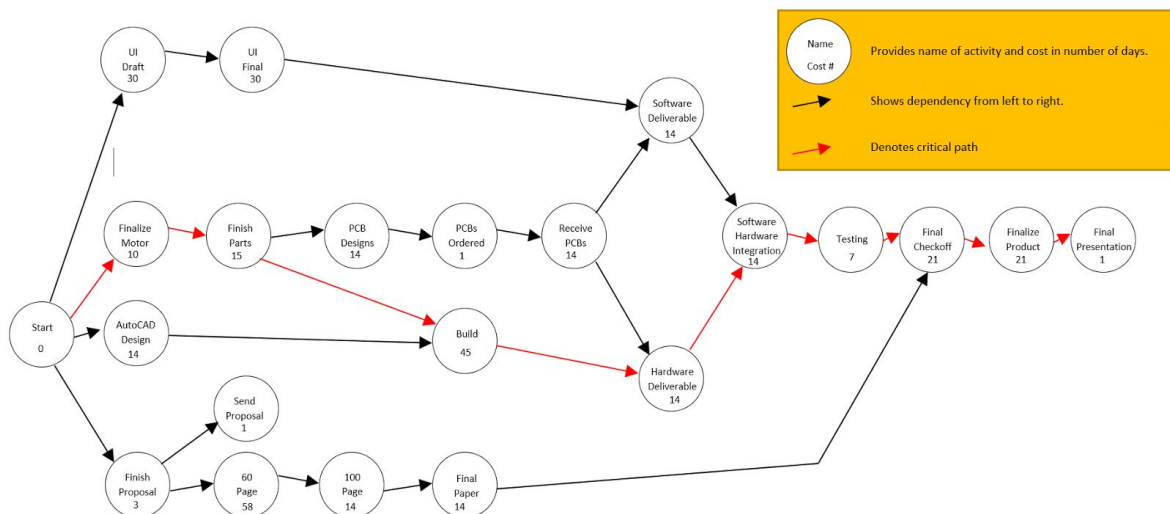 UI
Draft
30
UI
Final
30
Software
Deliverable
14
Name
Cost #
Provides name of activity and cost in number of days.
Shows dependency from left to right.
Denotes critical path
Finalize
Motor
10
Finish
Parts
15
PCB
Designs
14
PCBs
Ordered
1
Receive
PCBs
14
Software
Hardware
Integration
14
Testing
7
Final
Checkoff
21
Finalize
Product
21
Final
Presentation
1
Start
0
AutoCAD
Design
14
Build
45
Hardware
Deliverable
14
Send
Proposal
1
Finish
Proposal
3
60
Page
58
100
Page
14
Final
Paper
14